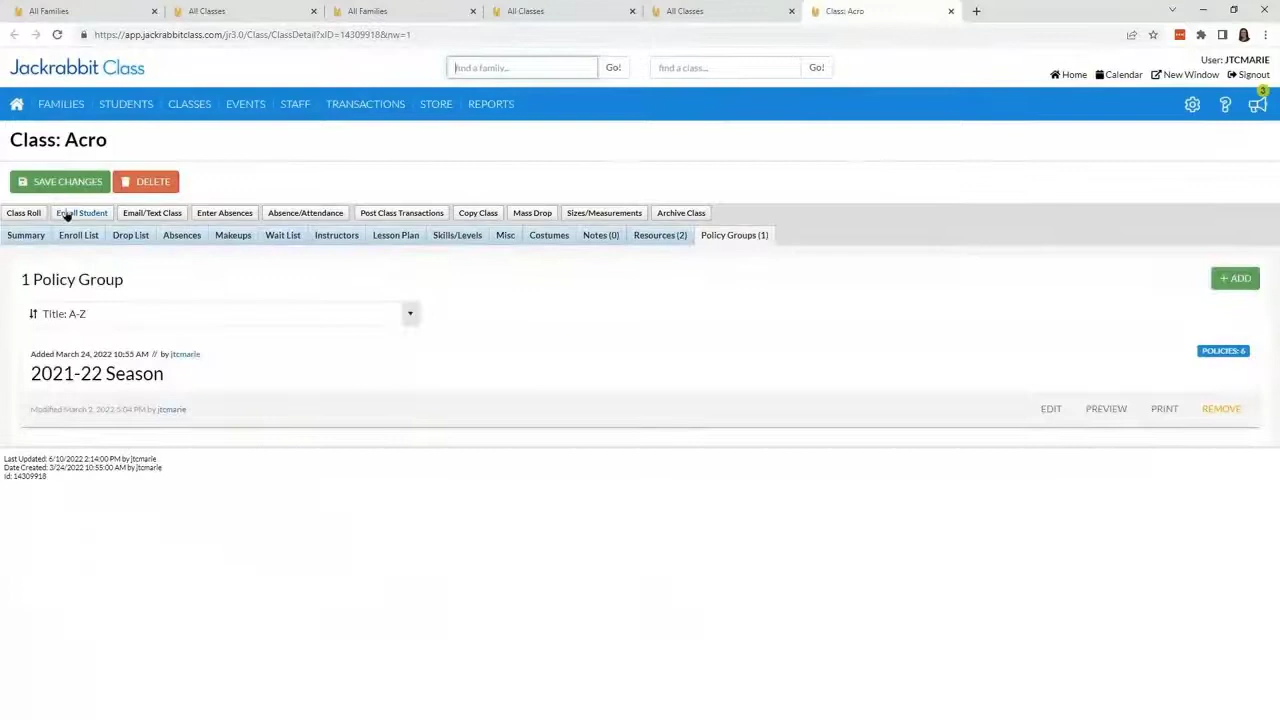 All Families
All Classes
All Families
All Classes
All Classes
Class: Acro
https://app.jackrabbitclass.com/jr3.0/Class/ClassDetail?xID=14309918&nw=1
Jackrabbit Class
find a family...
Go!
find a class...
Go!
User: JTCMARIE
Home
Calendar
New Window
Signout
FAMILIES
STUDENTS
CLASSES
EVENTS
STAFF
TRANSACTIONS
STORE
REPORTS
?
3
Class: Acro
SAVE CHANGES
DELETE
Class Roll
Enroll Student
Email/Text Class
Enter Absences
Absence/Attendance
Post Class Transactions
Copy Class
Mass Drop
Sizes/Measurements
Archive Class
Summary
Enroll List
Drop List
Absences
Makeups
Wait List
Instructors
Lesson Plan
Skills/Levels
Misc
Costumes
Notes (0)
Resources (2)
Policy Groups (1)
1 Policy Group
+ ADD
Title: A-Z
Added March 24, 2022 10:55 AM // by jtcmarie
POLICIES: 6
2021-22 Season
Modified March 2, 2022 5:04 PM by jtcmarie
EDIT
PREVIEW
PRINT
REMOVE
Last Updated: 6/10/2022 2:14:00 PM by jtcmarie
Date Created: 3/24/2022 10:55:00 AM by jtcmarie
Id: 14309918